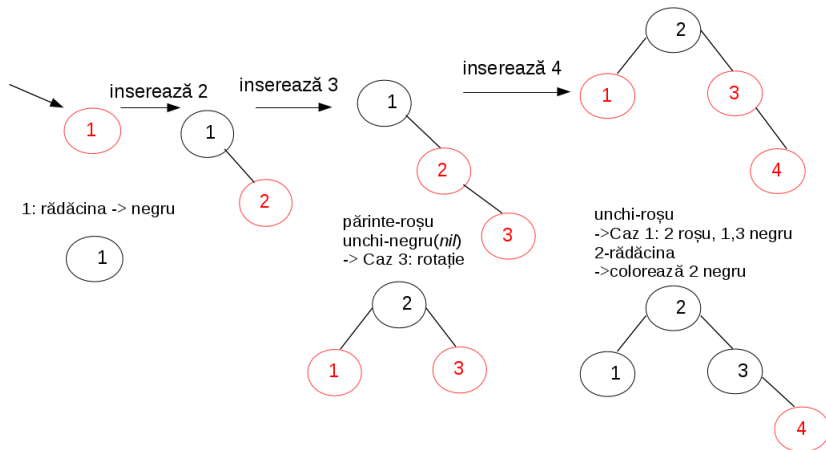 inserează 2
inserează 3
inserează 4
1
1
2
1
2
3
2
1
3
4
1: rădăcina -> negru
1
părinte-roșu
unchi-negru(nil)
-> Caz 3: rotație
2
1
3
unchi-roșu
->Caz 1: 2 roșu, 1,3 negru
2-rădăcina
->colorează 2 negru
2
1
3
4